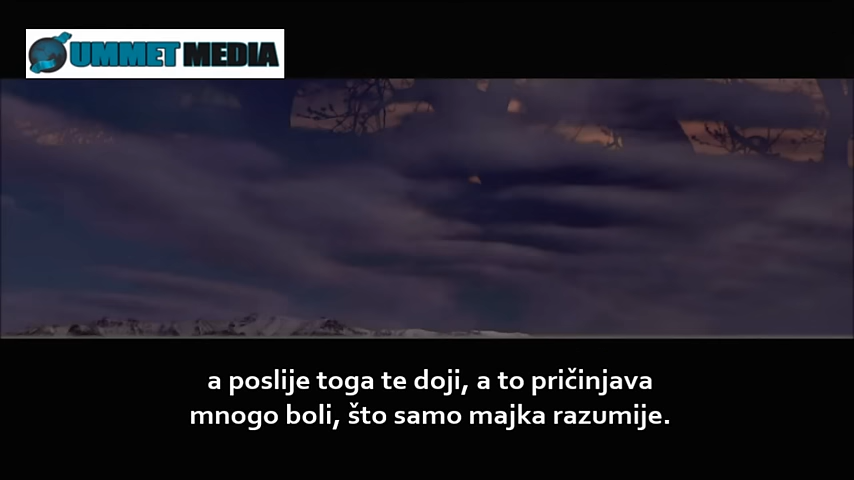 UMMET MEDIA
a poslije toga te doji, a to pričinjava
mnogo boli, što samo majka razumije.